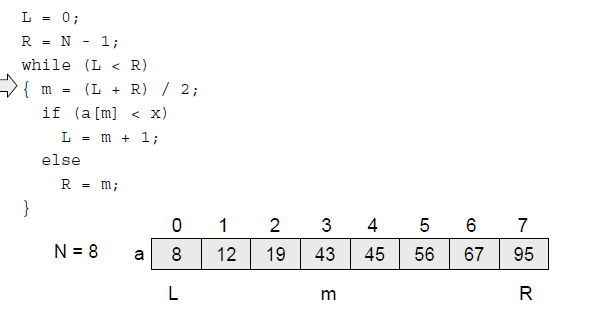 L = 0;
R = N - 1;
while (L < R)
{ m = (L + R) / 2;
if (a[m] < x)
L = m + 1;
else
R = m;
}
0 1 2 3 4 5 6 7
N = 8 a 8 12 19 43 45 56 67 95
L m R